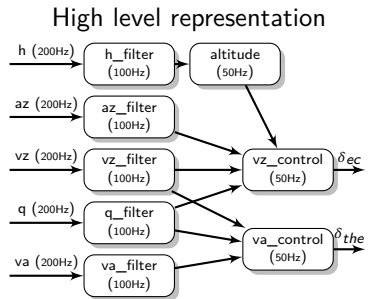 High level representation
h (200Hz)
h_filter
(100Hz)
altitude
(50Hz)
az (200Hz)
az_filter
(100Hz)
vz (200Hz)
vz_filter
(100Hz)
vz_control
(50Hz)
δec
q (200Hz)
q_filter
(100Hz)
va_control
(50Hz)
δthe
va (200Hz)
va_filter
(100Hz)